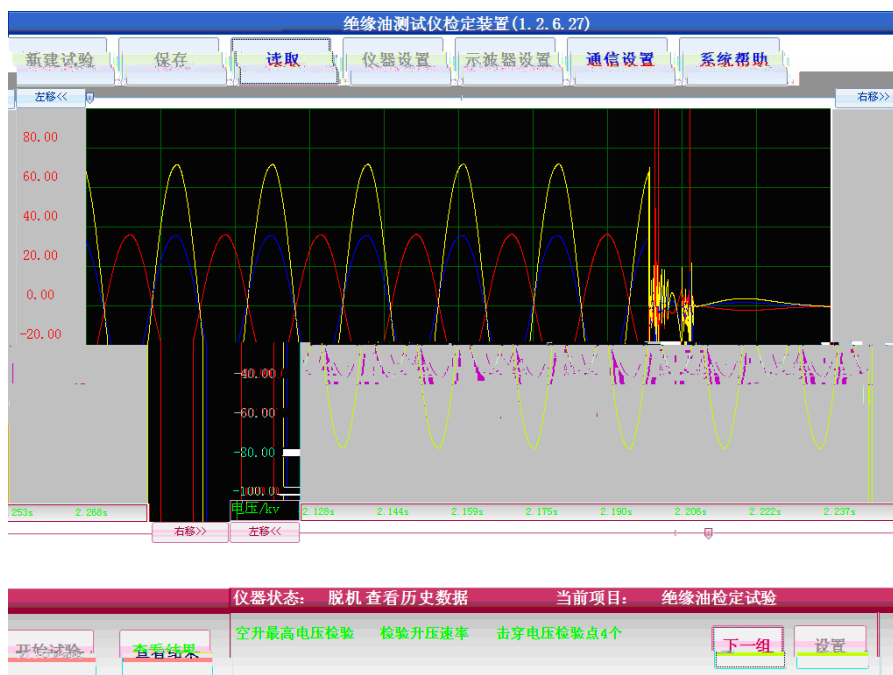 绝缘油测试仪检定装置(1.2.6.27)
新建试验 保存 读取 仪器设置 示波器设置 通信设置 系统帮助
左移<< 右移>>
80.00
60.00
40.00
20.00
0.00
-20.00
-40.00
-60.00
-80.00
-100.00
电压/kv
.253s 2.268s 2.128s 2.144s 2.159s 2.175s 2.190s 2.206s 2.222s 2.237s
右移>> 左移<<
仪器状态: 脱机 查看历史数据 当前项目: 绝缘油检定试验
空升最高电压检验 检验升压速率 击穿电压检验点4个
开始试验 查看结果 下一组 设置